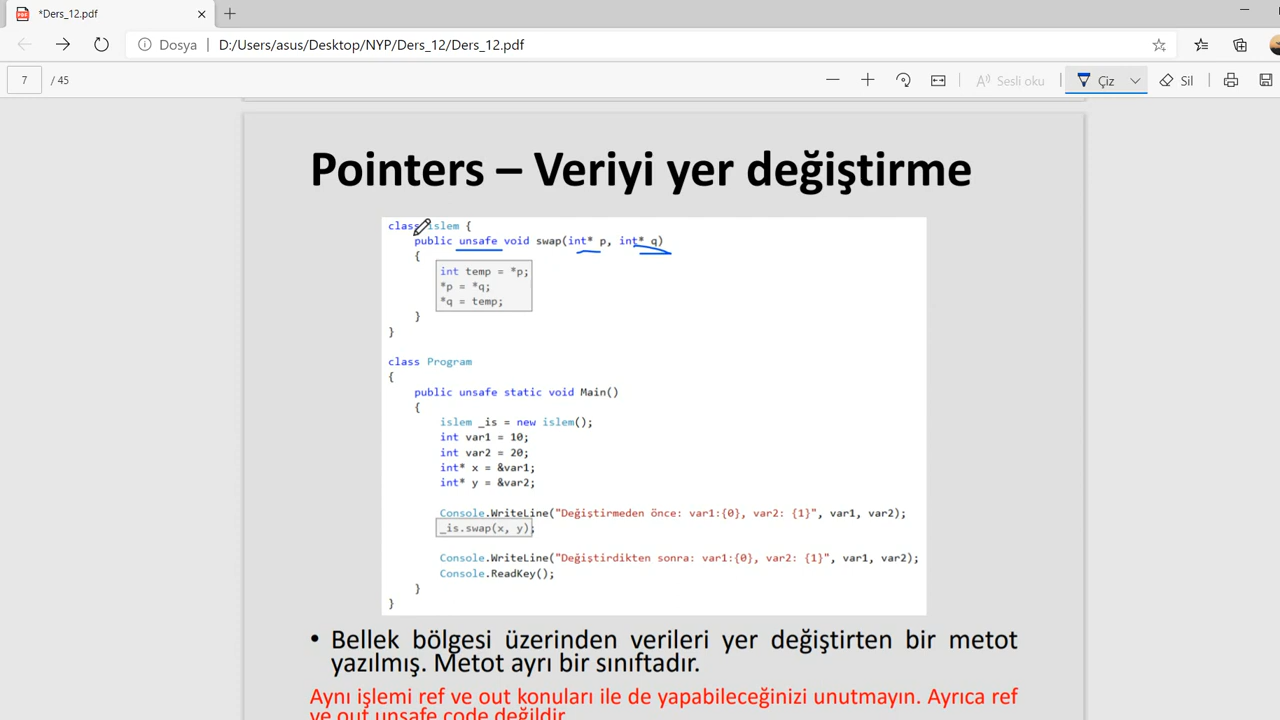 *Ders_12.pdf
Dosya D:/Users/asus/Desktop/NYP/Ders_12/Ders_12.pdf
7 / 45 Sesli oku Çiz Sil
Pointers – Veriyi yer değiştirme
class islem {
public unsafe void swap(int* p, int* q)
{
int temp = *p;
*p = *q;
*q = temp;
}
}
class Program
{
public unsafe static void Main()
{
islem _is = new islem();
int var1 = 10;
int var2 = 20;
int* x = &var1;
int* y = &var2;
Console.WriteLine("Değiştirmeden önce: var1:{0}, var2: {1}", var1, var2);
_is.swap(x, y);
Console.WriteLine("Değiştirdikten sonra: var1:{0}, var2: {1}", var1, var2);
Console.ReadKey();
}
}
• Bellek bölgesi üzerinden verileri yer değiştirten bir metot
yazılmış. Metot ayrı bir sınıftadır.
Aynı işlemi ref ve out konuları ile de yapabileceğinizi unutmayın. Ayrıca ref
ve out unsafe code değildir.